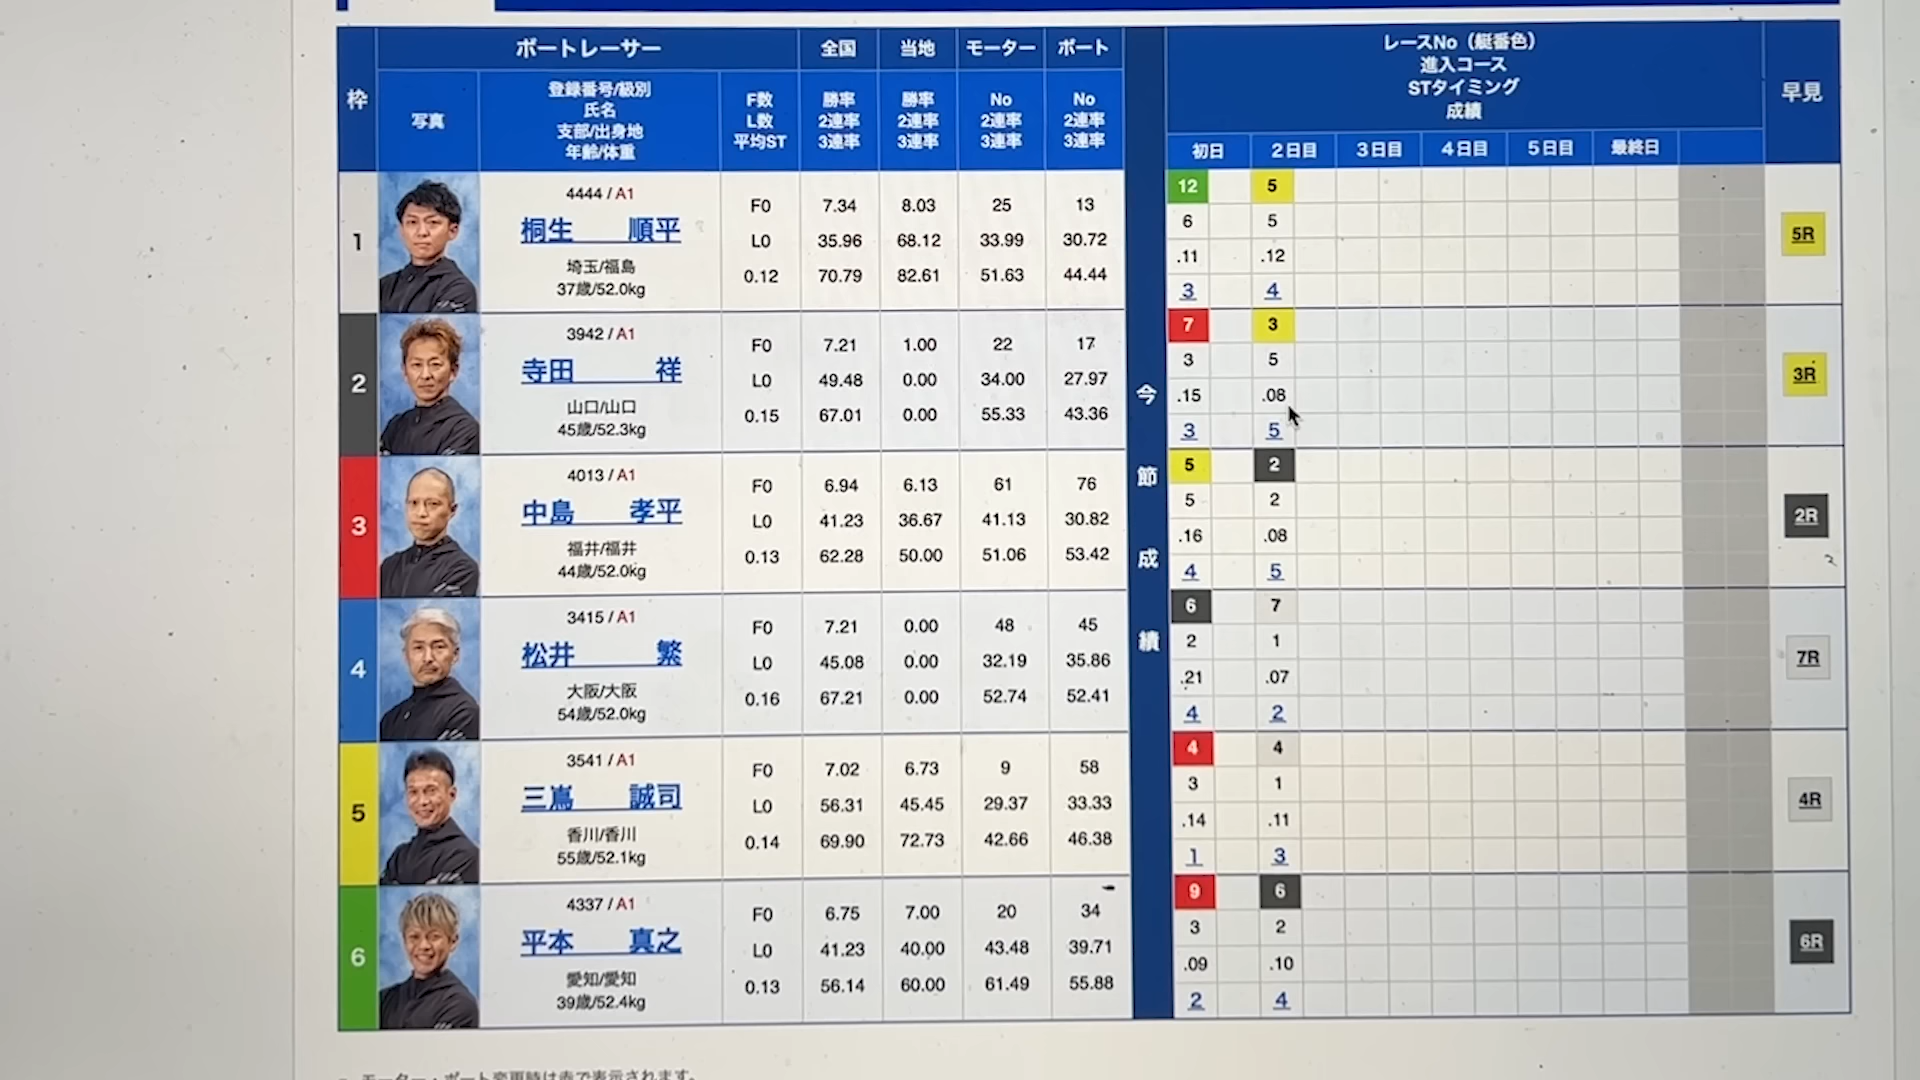 枠
ボートレーサー
全国
当地
モーター
ボート
写真
登録番号/級別
氏名
支部/出身地
年齢/体重
F数
L数
平均ST
勝率
2連率
3連率
勝率
2連率
3連率
No
2連率
3連率
No
2連率
3連率
今節成績
レースNo（艇番色）
進入コース
STタイミング
成績
初日 2日目 3日目 4日目 5日目 最終日
早見
1
4444 / A1
桐生 順平
埼玉/福島
37歳/52.0kg
F0 7.34 8.03 25 13
L0 35.96 68.12 33.99 30.72
0.12 70.79 82.61 51.63 44.44
12 5
6 5
.11 .12
3 4
5R
2
3942 / A1
寺田 祥
山口/山口
45歳/52.3kg
F0 7.21 1.00 22 17
L0 49.48 0.00 34.00 27.97
0.15 67.01 0.00 55.33 43.36
7 3
3 5
.15 .08
3 5
3R
3
4013 / A1
中島 孝平
福井/福井
44歳/52.0kg
F0 6.94 6.13 61 76
L0 41.23 36.67 41.13 30.82
0.13 62.28 50.00 51.06 53.42
5 2
5 2
.16 .08
4 5
2R
4
3415 / A1
松井 繁
大阪/大阪
54歳/52.0kg
F0 7.21 0.00 48 45
L0 45.08 0.00 32.19 35.86
0.16 67.21 0.00 52.74 52.41
6 7
2 1
.21 .07
4 2
7R
5
3541 / A1
三嶌 誠司
香川/香川
55歳/52.1kg
F0 7.02 6.73 9 58
L0 56.31 45.45 29.37 33.33
0.14 69.90 72.73 42.66 46.38
4 4
3 1
.14 .11
1 3
4R
6
4337 / A1
平本 真之
愛知/愛知
39歳/52.4kg
F0 6.75 7.00 20 34
L0 41.23 40.00 43.48 39.71
0.13 56.14 60.00 61.49 55.88
9 6
3 2
.09 .10
2 4
6R
モーター・ボート変更時は赤で表示されます。